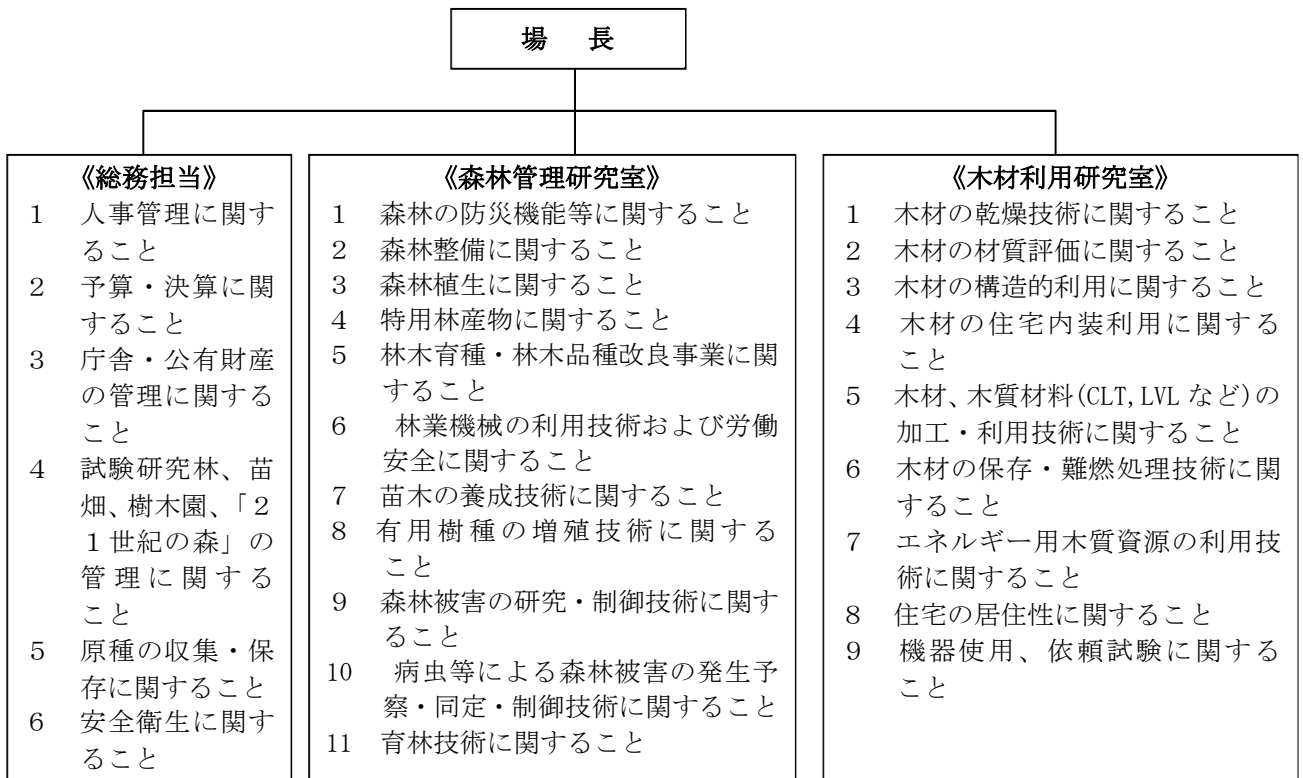 場 長
《総務担当》
1 人事管理に関す
ること
2 予算・決算に関
すること
3 庁舎・公有財産
の管理に関する
こと
4 試験研究林、苗
畑、樹木園、「2
1世紀の森」の
管理に関する
こと
5 原種の収集・保
存に関すること
6 安全衛生に関す
ること
《森林管理研究室》
1 森林の防災機能等に関すること
2 森林整備に関すること
3 森林植生に関すること
4 特用林産物に関すること
5 林木育種・林木品種改良事業に関
すること
6 林業機械の利用技術および労働
安全に関すること
7 苗木の養成技術に関すること
8 有用樹種の増殖技術に関する
こと
9 森林被害の研究・制御技術に関す
ること
10 病虫等による森林被害の発生予
察・同定・制御技術に関すること
11 育林技術に関すること
《木材利用研究室》
1 木材の乾燥技術に関すること
2 木材の材質評価に関すること
3 木材の構造的利用に関すること
4 木材の住宅内装利用に関する
こと
5 木材、木質材料(CLT,LVL など)の
加工・利用技術に関すること
6 木材の保存・難燃処理技術に関
すること
7 エネルギー用木質資源の利用技
術に関すること
8 住宅の居住性に関すること
9 機器使用、依頼試験に関する
こと